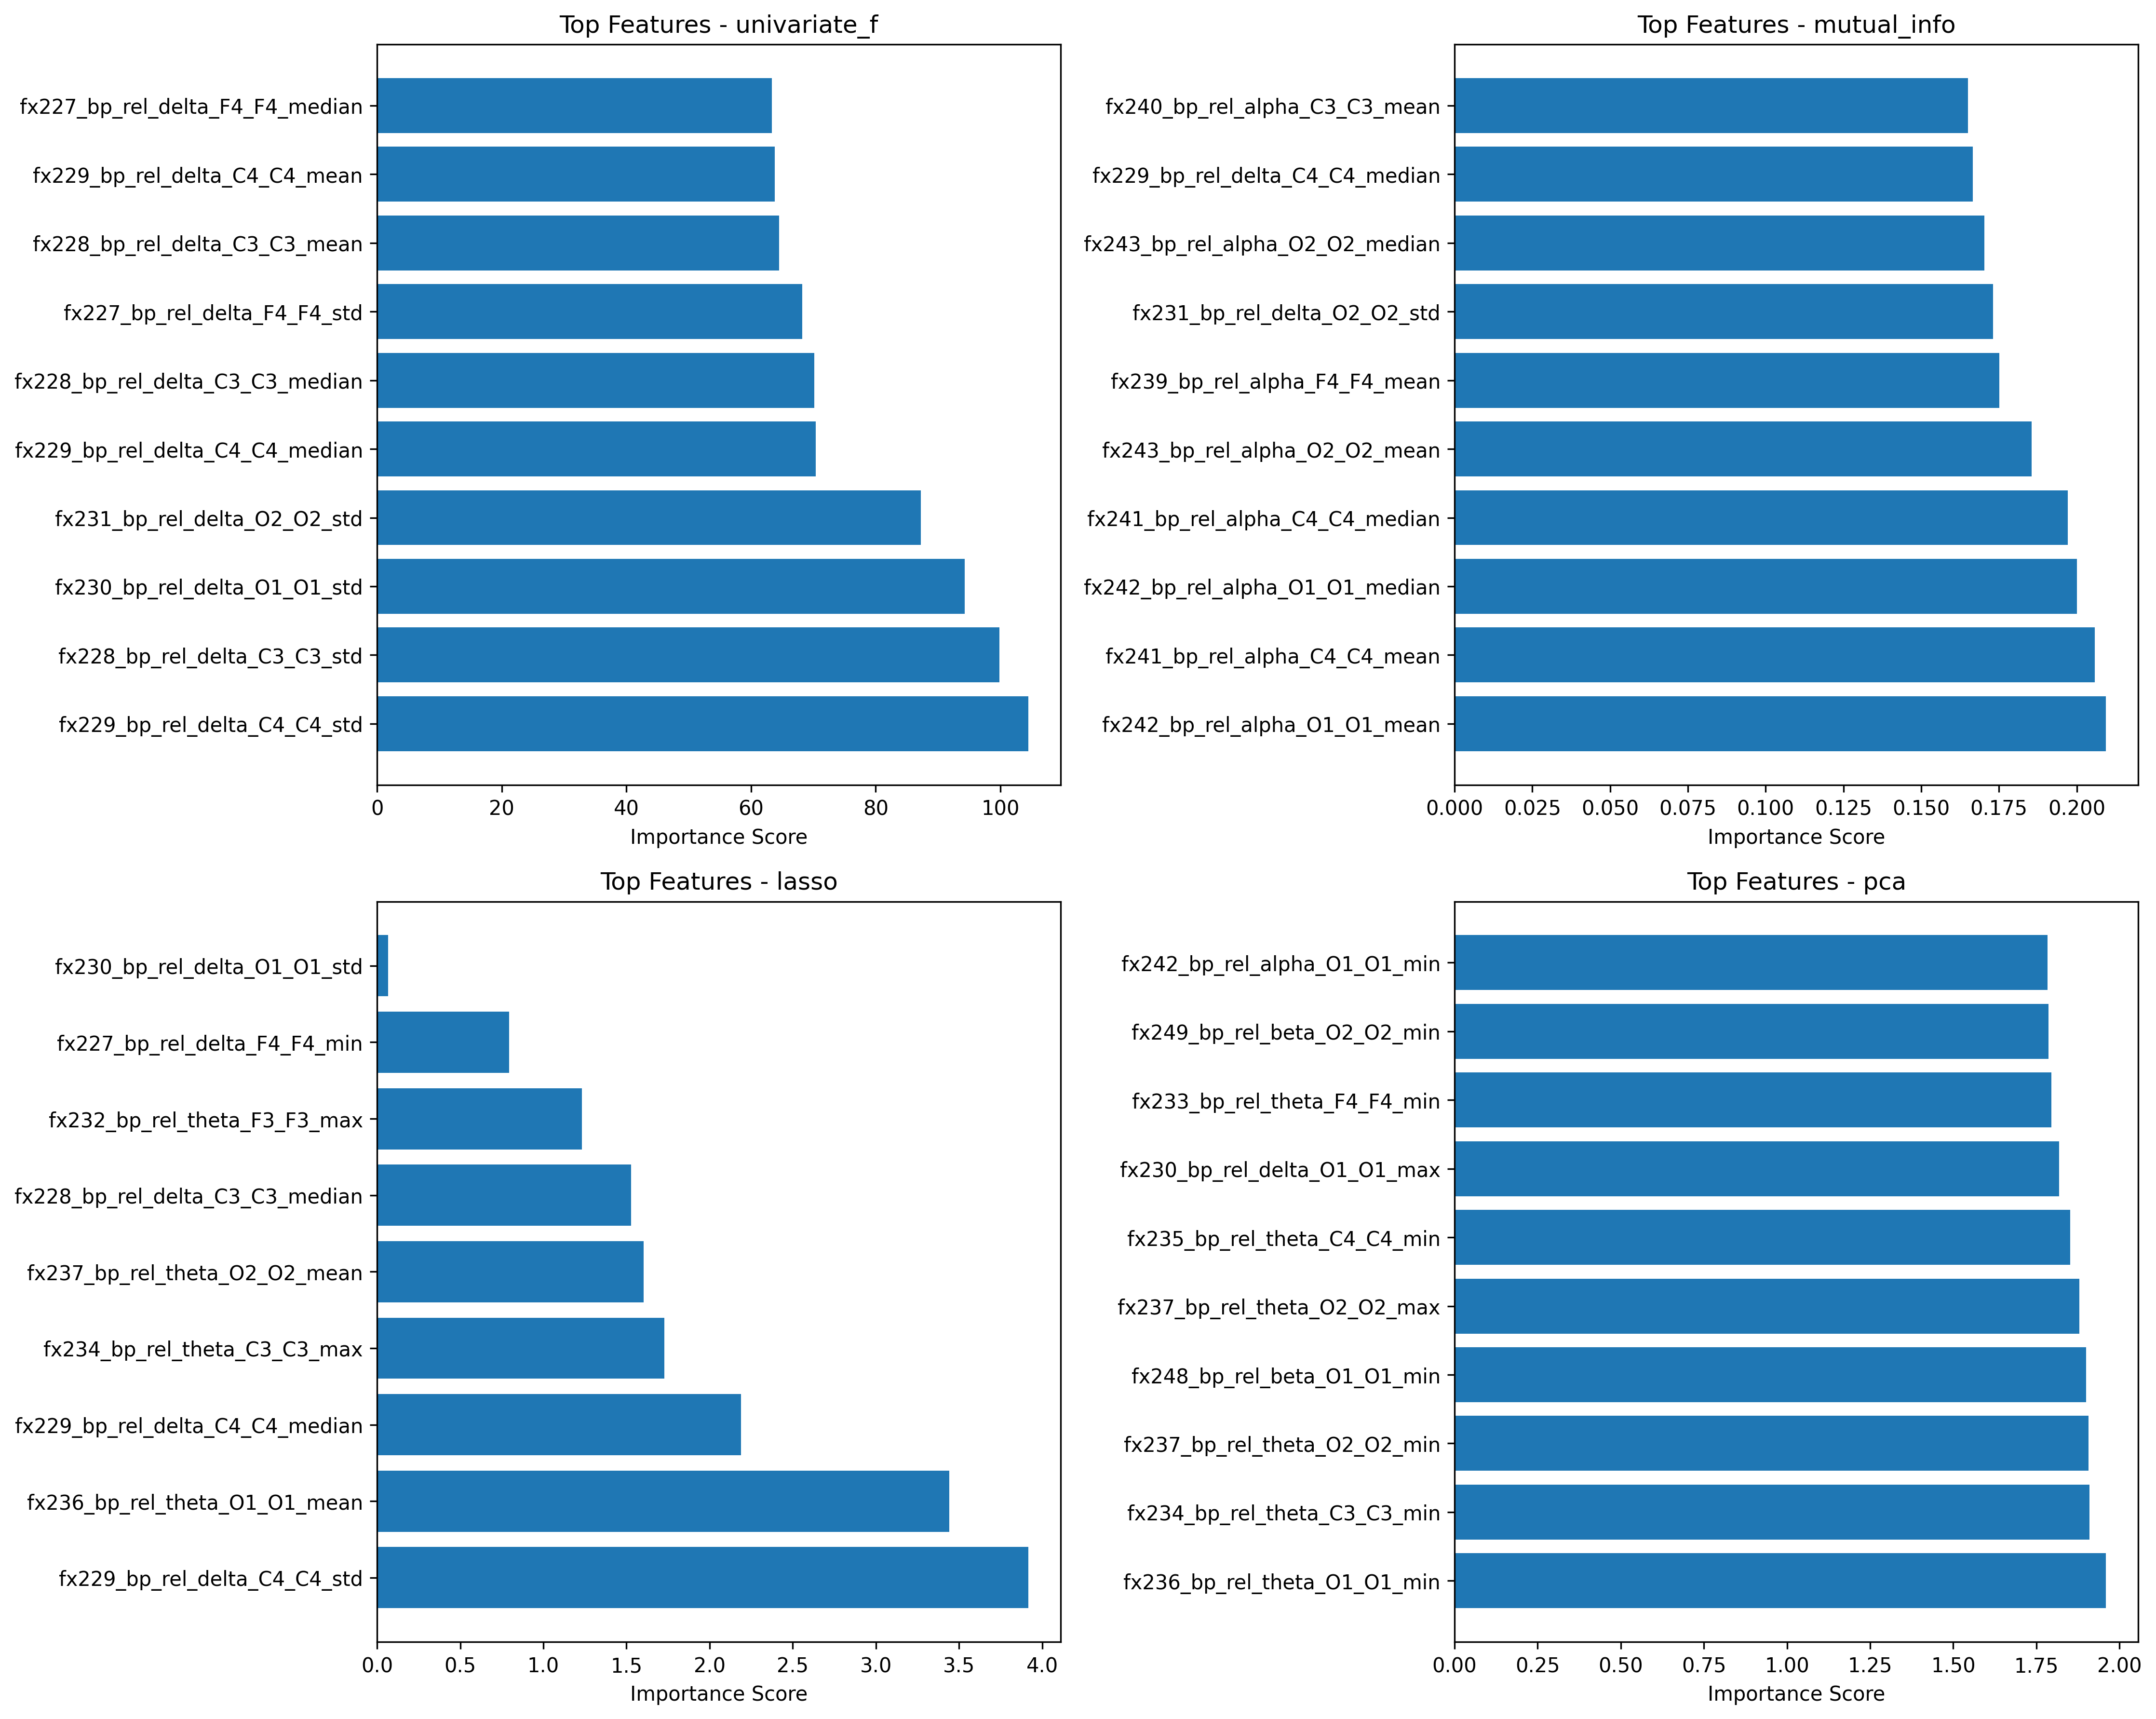 Top Features - univariate_f
fx227_bp_rel_delta_F4_F4_median
fx229_bp_rel_delta_C4_C4_mean
fx228_bp_rel_delta_C3_C3_mean
fx227_bp_rel_delta_F4_F4_std
fx228_bp_rel_delta_C3_C3_median
fx229_bp_rel_delta_C4_C4_median
fx231_bp_rel_delta_O2_O2_std
fx230_bp_rel_delta_O1_O1_std
fx228_bp_rel_delta_C3_C3_std
fx229_bp_rel_delta_C4_C4_std
0 20 40 60 80 100
Importance Score
Top Features - mutual_info
fx240_bp_rel_alpha_C3_C3_mean
fx229_bp_rel_delta_C4_C4_median
fx243_bp_rel_alpha_O2_O2_median
fx231_bp_rel_delta_O2_O2_std
fx239_bp_rel_alpha_F4_F4_mean
fx243_bp_rel_alpha_O2_O2_mean
fx241_bp_rel_alpha_C4_C4_median
fx242_bp_rel_alpha_O1_O1_median
fx241_bp_rel_alpha_C4_C4_mean
fx242_bp_rel_alpha_O1_O1_mean
0.000 0.025 0.050 0.075 0.100 0.125 0.150 0.175 0.200
Importance Score
Top Features - lasso
fx230_bp_rel_delta_O1_O1_std
fx227_bp_rel_delta_F4_F4_min
fx232_bp_rel_theta_F3_F3_max
fx228_bp_rel_delta_C3_C3_median
fx237_bp_rel_theta_O2_O2_mean
fx234_bp_rel_theta_C3_C3_max
fx229_bp_rel_delta_C4_C4_median
fx236_bp_rel_theta_O1_O1_mean
fx229_bp_rel_delta_C4_C4_std
0.0 0.5 1.0 1.5 2.0 2.5 3.0 3.5 4.0
Importance Score
Top Features - pca
fx242_bp_rel_alpha_O1_O1_min
fx249_bp_rel_beta_O2_O2_min
fx233_bp_rel_theta_F4_F4_min
fx230_bp_rel_delta_O1_O1_max
fx235_bp_rel_theta_C4_C4_min
fx237_bp_rel_theta_O2_O2_max
fx248_bp_rel_beta_O1_O1_min
fx237_bp_rel_theta_O2_O2_min
fx234_bp_rel_theta_C3_C3_min
fx236_bp_rel_theta_O1_O1_min
0.00 0.25 0.50 0.75 1.00 1.25 1.50 1.75 2.00
Importance Score